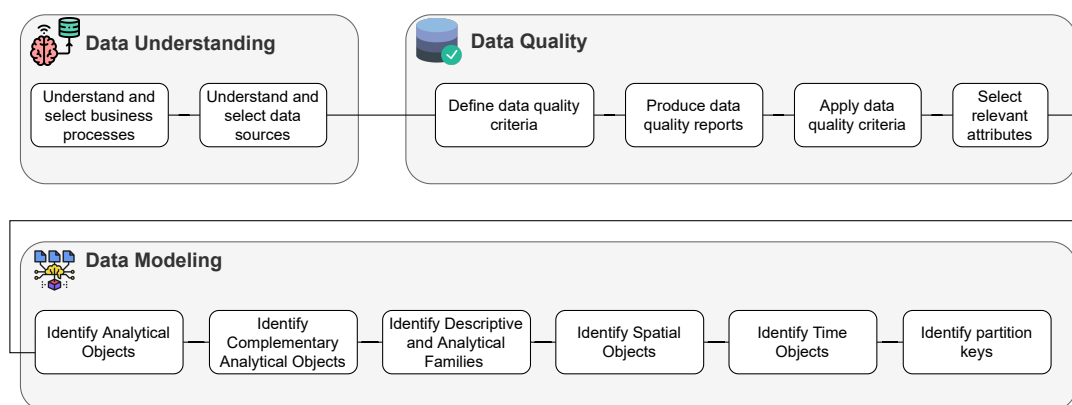 Data Understanding
Understand and
select business
processes
Understand and
select data
sources
Data Quality
Define data quality
criteria
Produce data
quality reports
Apply data
quality criteria
Select
relevant
attributes
Data Modeling
Identify Analytical
Objects
Identify
Complementary
Analytical Objects
Identify Descriptive
and Analytical
Families
Identify Spatial
Objects
Identify Time
Objects
Identify partition
keys